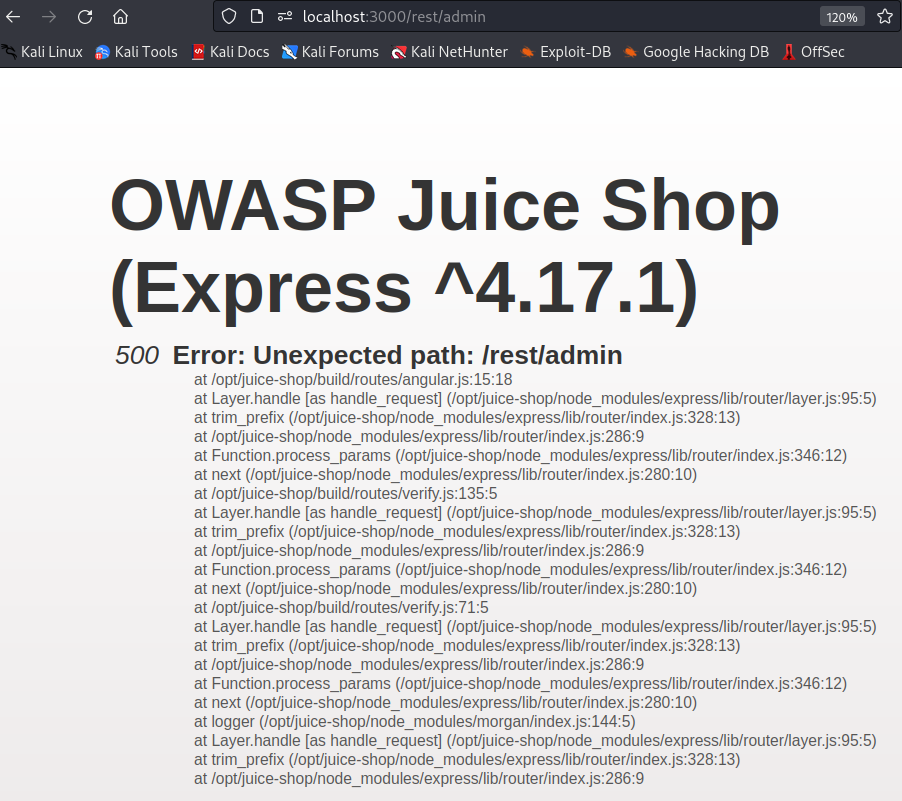 localhost:3000/rest/admin
120%
Kali Linux Kali Tools Kali Docs Kali Forums Kali NetHunter Exploit-DB Google Hacking DB OffSec
OWASP Juice Shop
(Express ^4.17.1)
500 Error: Unexpected path: /rest/admin
at /opt/juice-shop/build/routes/angular.js:15:18
at Layer.handle [as handle_request] (/opt/juice-shop/node_modules/express/lib/router/layer.js:95:5)
at trim_prefix (/opt/juice-shop/node_modules/express/lib/router/index.js:328:13)
at /opt/juice-shop/node_modules/express/lib/router/index.js:286:9
at Function.process_params (/opt/juice-shop/node_modules/express/lib/router/index.js:346:12)
at next (/opt/juice-shop/node_modules/express/lib/router/index.js:280:10)
at /opt/juice-shop/build/routes/verify.js:135:5
at Layer.handle [as handle_request] (/opt/juice-shop/node_modules/express/lib/router/layer.js:95:5)
at trim_prefix (/opt/juice-shop/node_modules/express/lib/router/index.js:328:13)
at /opt/juice-shop/node_modules/express/lib/router/index.js:286:9
at Function.process_params (/opt/juice-shop/node_modules/express/lib/router/index.js:346:12)
at next (/opt/juice-shop/node_modules/express/lib/router/index.js:280:10)
at /opt/juice-shop/build/routes/verify.js:71:5
at Layer.handle [as handle_request] (/opt/juice-shop/node_modules/express/lib/router/layer.js:95:5)
at trim_prefix (/opt/juice-shop/node_modules/express/lib/router/index.js:328:13)
at /opt/juice-shop/node_modules/express/lib/router/index.js:286:9
at Function.process_params (/opt/juice-shop/node_modules/express/lib/router/index.js:346:12)
at next (/opt/juice-shop/node_modules/express/lib/router/index.js:280:10)
at logger (/opt/juice-shop/node_modules/morgan/index.js:144:5)
at Layer.handle [as handle_request] (/opt/juice-shop/node_modules/express/lib/router/layer.js:95:5)
at trim_prefix (/opt/juice-shop/node_modules/express/lib/router/index.js:328:13)
at /opt/juice-shop/node_modules/express/lib/router/index.js:286:9